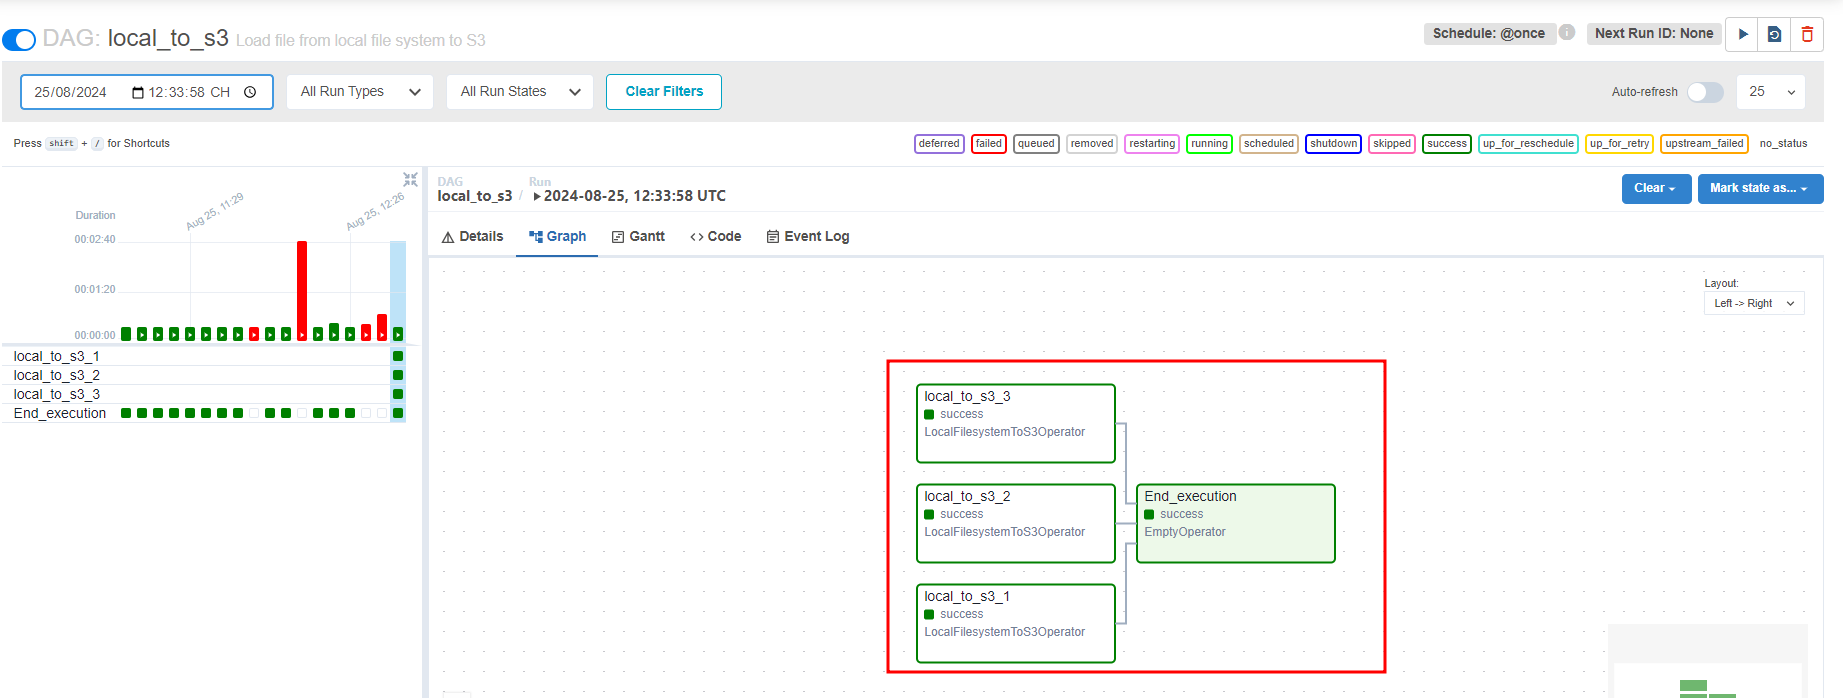 DAG: local_to_s3 Load file from local file system to S3
Schedule: @once
Next Run ID: None
25/08/2024 12:33:58 CH
All Run Types
All Run States
Clear Filters
Auto-refresh
25
Press shift + / for Shortcuts
deferred failed queued removed restarting running scheduled shutdown skipped success up_for_reschedule up_for_retry upstream_failed no_status
DAG
local_to_s3 /
Run
2024-08-25, 12:33:58 UTC
Clear
Mark state as...
Details
Graph
Gantt
Code
Event Log
Aug 25, 11:29
Aug 25, 12:26
Duration
00:02:40
00:01:20
00:00:00
local_to_s3_1
local_to_s3_2
local_to_s3_3
End_execution
Layout:
Left -> Right
local_to_s3_3
success
LocalFilesystemToS3Operator
local_to_s3_2
success
LocalFilesystemToS3Operator
End_execution
success
EmptyOperator
local_to_s3_1
success
LocalFilesystemToS3Operator